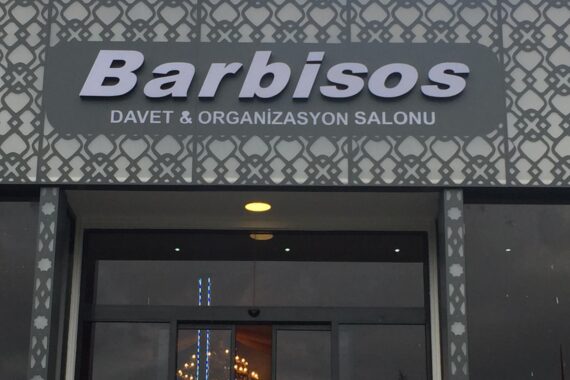 Barbisos
DAVET & ORGANİZASYON SALONU